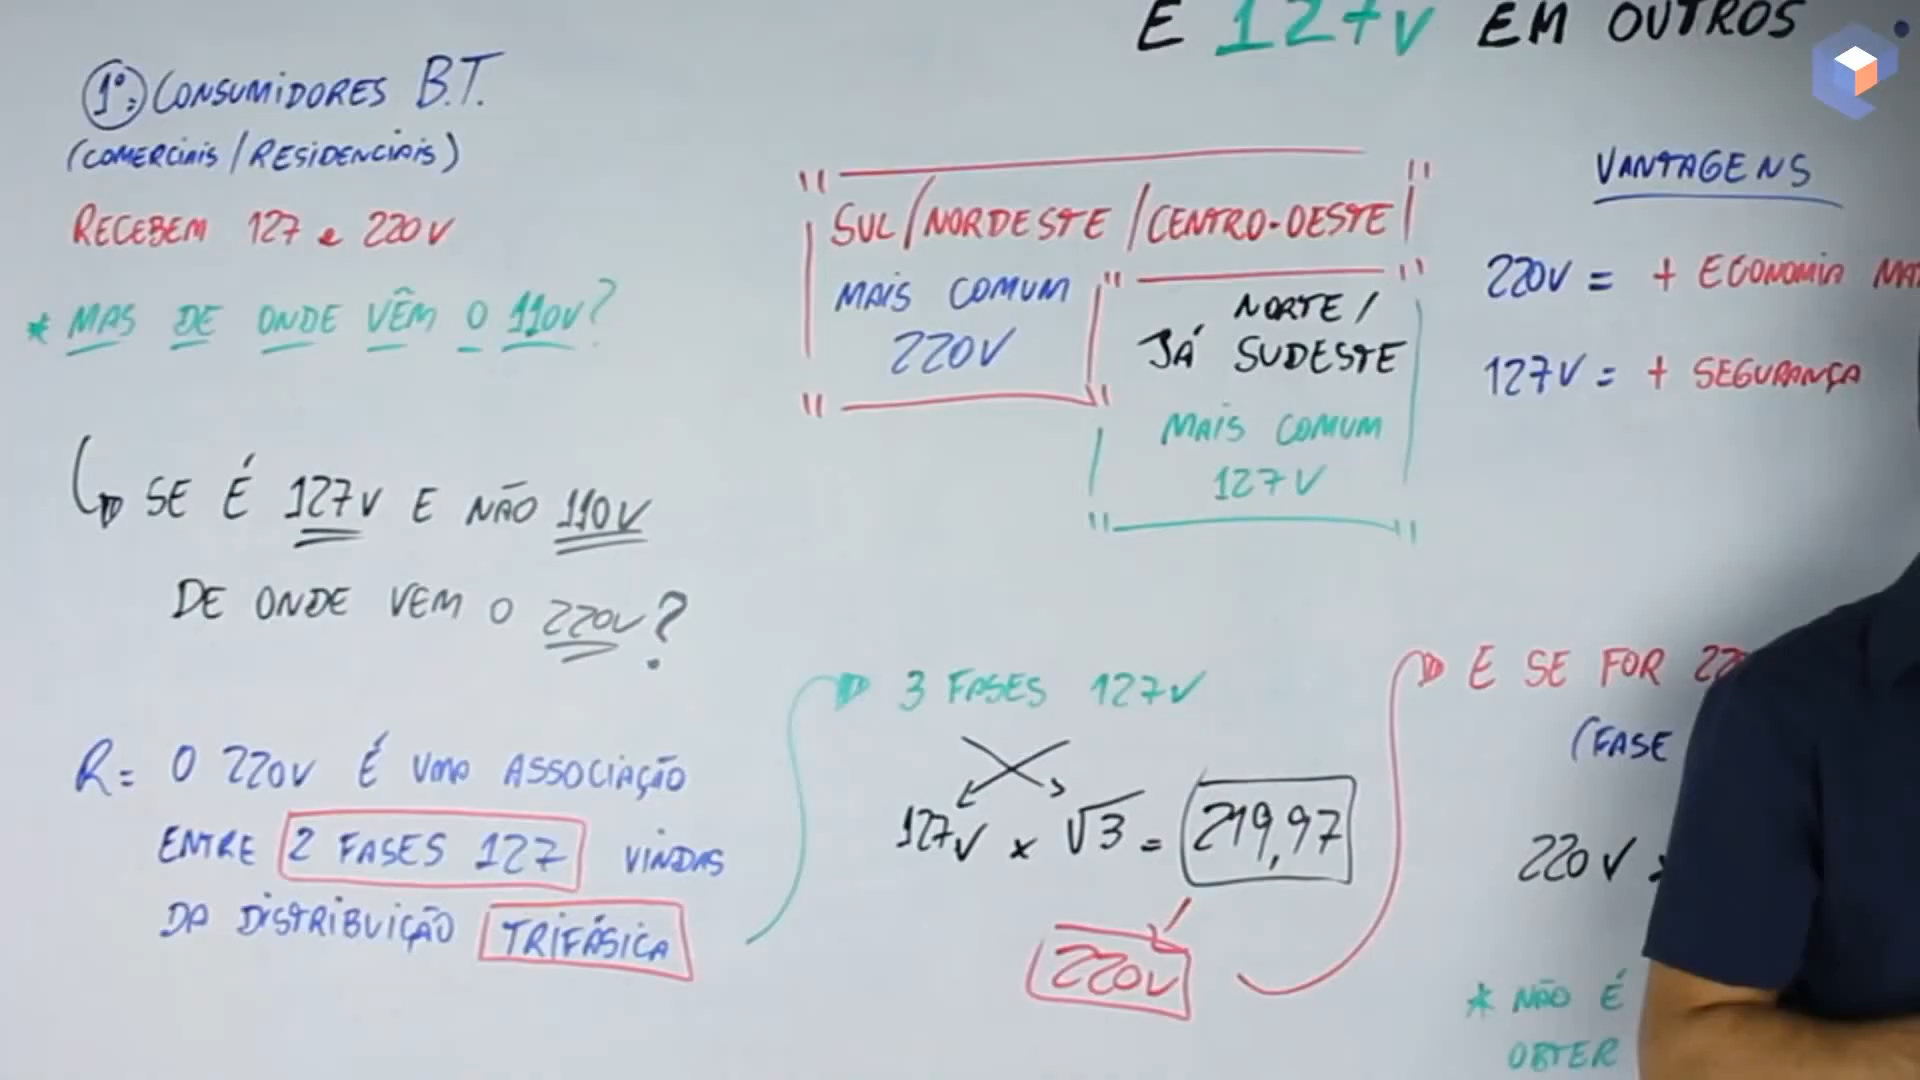 E 127V EM OUTROS
1º: CONSUMIDORES B.T.
(COMERCIAIS/RESIDENCIAIS)
RECEBEM 127 e 220V
* MAS DE ONDE VÊM O 110V?
SE É 127V E NÃO 110V
DE ONDE VEM O 220V?
R= O 220V É UMA ASSOCIAÇÃO
ENTRE 2 FASES 127 VINDAS
DA DISTRIBUIÇÃO TRIFÁSICA
SUL/NORDESTE/CENTRO-OESTE
MAIS COMUM
220V
NORTE/
JÁ SUDESTE
MAIS COMUM
127V
3 FASES 127V
127V x √3 = 219,97
220V
VANTAGENS
220V = + ECONOMIA
127V = + SEGURANÇA
E SE FOR
(FASE
220V
* NÃO É
OBTER